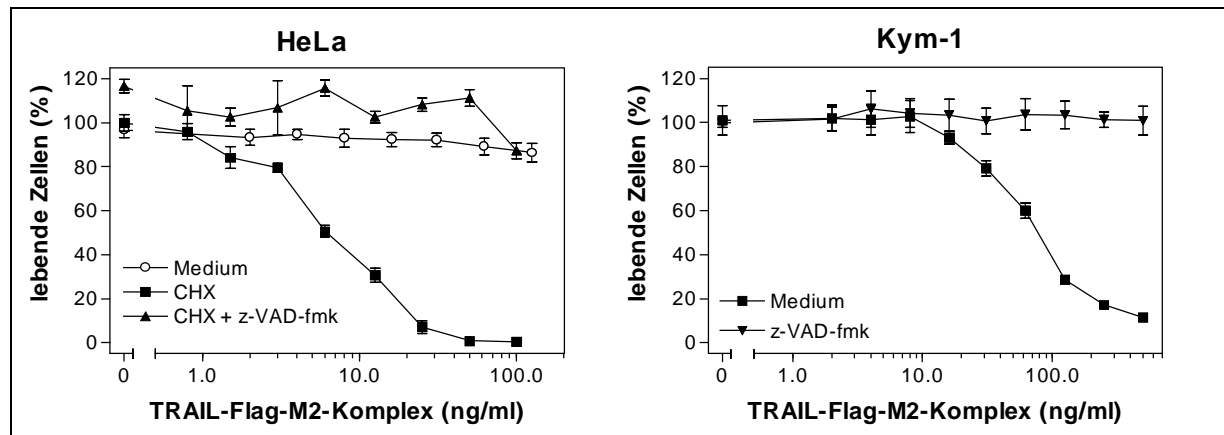 HeLa
lebende Zellen (%)
120
100
80
60
40
20
0
Medium
CHX
CHX + z-VAD-fmk
0
1.0
10.0
100.0
TRAIL-Flag-M2-Komplex (ng/ml)
Kym-1
lebende Zellen (%)
120
100
80
60
40
20
0
Medium
z-VAD-fmk
0
1.0
10.0
100.0
TRAIL-Flag-M2-Komplex (ng/ml)